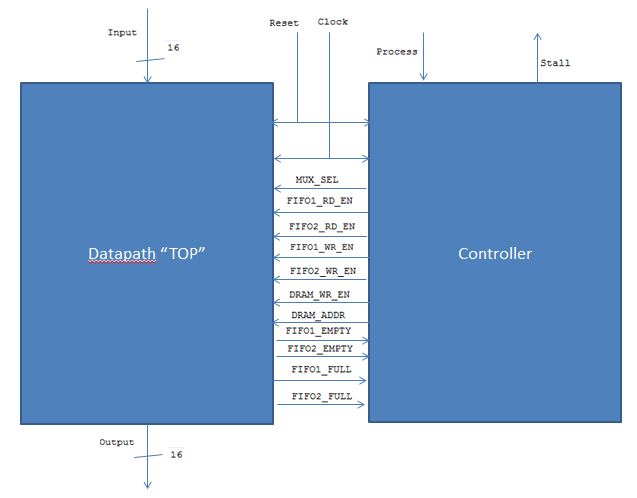 Reset Clock
Input
16
Process
Stall
MUX_SEL
FIFO1_RD_EN
FIFO2_RD_EN
FIFO1_WR_EN
Datapath “TOP”
Controller
FIFO2_WR_EN
DRAM_WR_EN
DRAM_ADDR
FIFO1_EMPTY
FIFO2_EMPTY
FIFO1_FULL
FIFO2_FULL
Output
16